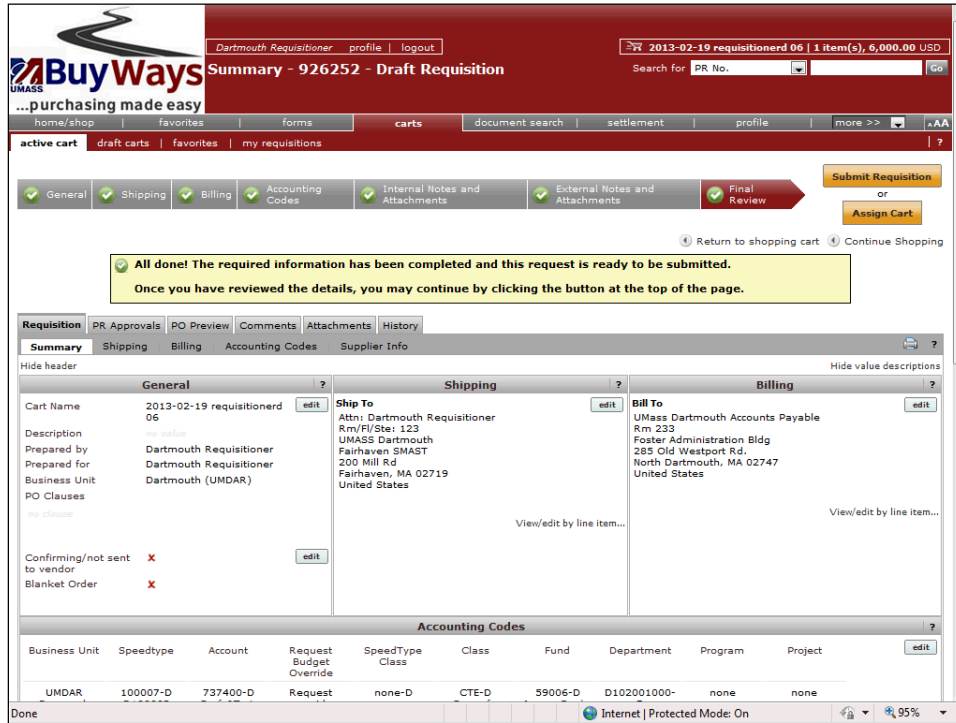 Dartmouth Requisitioner profile | logout
2013-02-19 requisitionerd 06 | 1 item(s), 6,000.00 USD
UMASS BuyWays
...purchasing made easy
Summary - 926252 - Draft Requisition
Search for PR No. Go
home/shop | favorites | forms carts document search | settlement | profile | more >> AAA
active cart draft carts | favorites | my requisitions | ?
General Shipping Billing Accounting Codes Internal Notes and Attachments External Notes and Attachments Final Review
Submit Requisition
or
Assign Cart
Return to shopping cart Continue Shopping
All done! The required information has been completed and this request is ready to be submitted.
Once you have reviewed the details, you may continue by clicking the button at the top of the page.
Requisition PR Approvals PO Preview Comments Attachments History
Summary Shipping Billing Accounting Codes Supplier Info ?
Hide header Hide value descriptions
General ?
Cart Name 2013-02-19 requisitionerd 06 edit
Description no value
Prepared by Dartmouth Requisitioner
Prepared for Dartmouth Requisitioner
Business Unit Dartmouth (UMDAR)
PO Clauses
no clause
Confirming/not sent to vendor x edit
Blanket Order x
Shipping ?
Ship To edit
Attn: Dartmouth Requisitioner
Rm/Fl/Ste: 123
UMASS Dartmouth
Fairhaven SMAST
200 Mill Rd
Fairhaven, MA 02719
United States
View/edit by line item...
Billing ?
Bill To edit
UMass Dartmouth Accounts Payable
Rm 233
Foster Administration Bldg
285 Old Westport Rd.
North Dartmouth, MA 02747
United States
View/edit by line item...
Accounting Codes ?
Business Unit Speedtype Account Request Budget Override SpeedType Class Class Fund Department Program Project edit
UMDAR 100007-D 737400-D Request none-D CTE-D 59006-D D102001000- none none
Done Internet | Protected Mode: On 95%